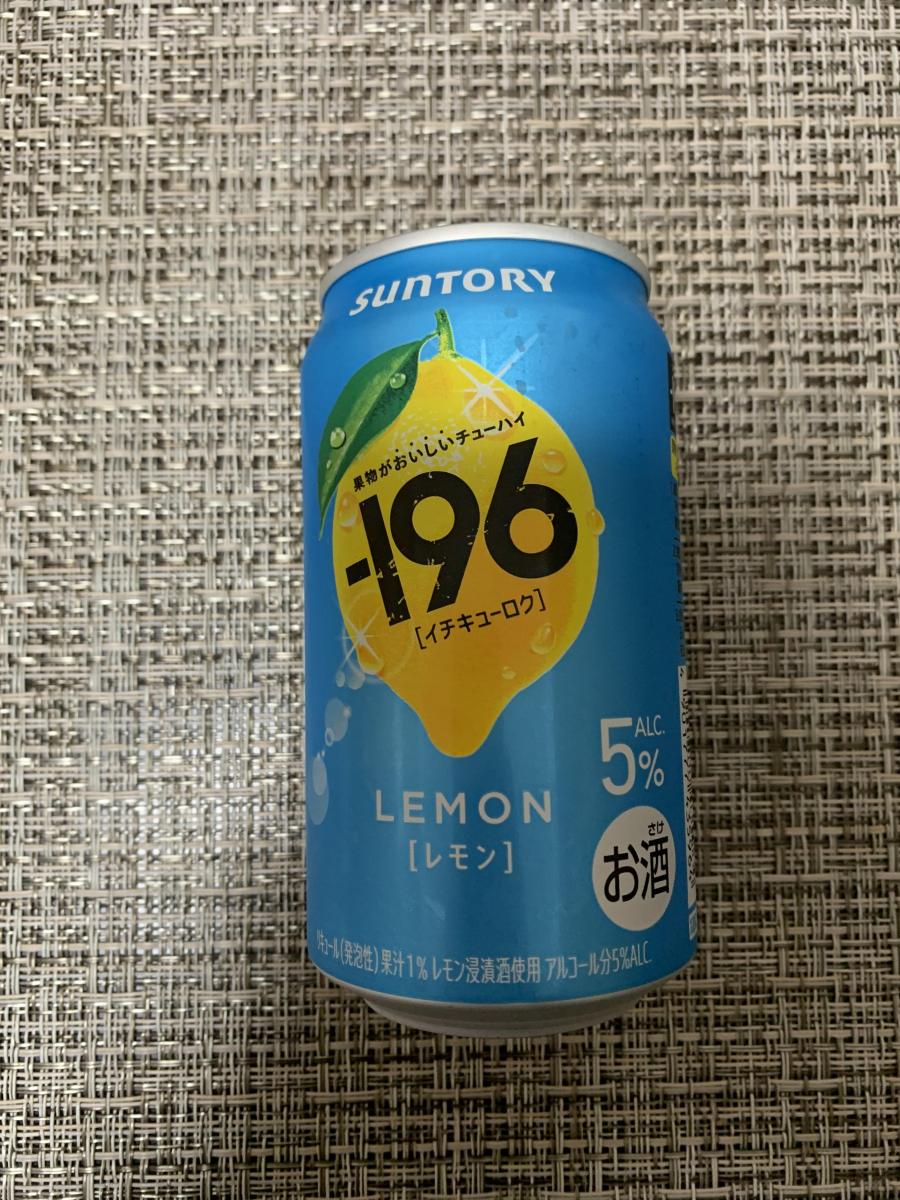 SUNTORY
果物がおいしいチューハイ
-196
[イチキューロク]
ALC.
5%
LEMON
[レモン]
さけ
お酒
リキュール(発泡性)果汁1% レモン浸漬酒使用 アルコール分5%ALC.